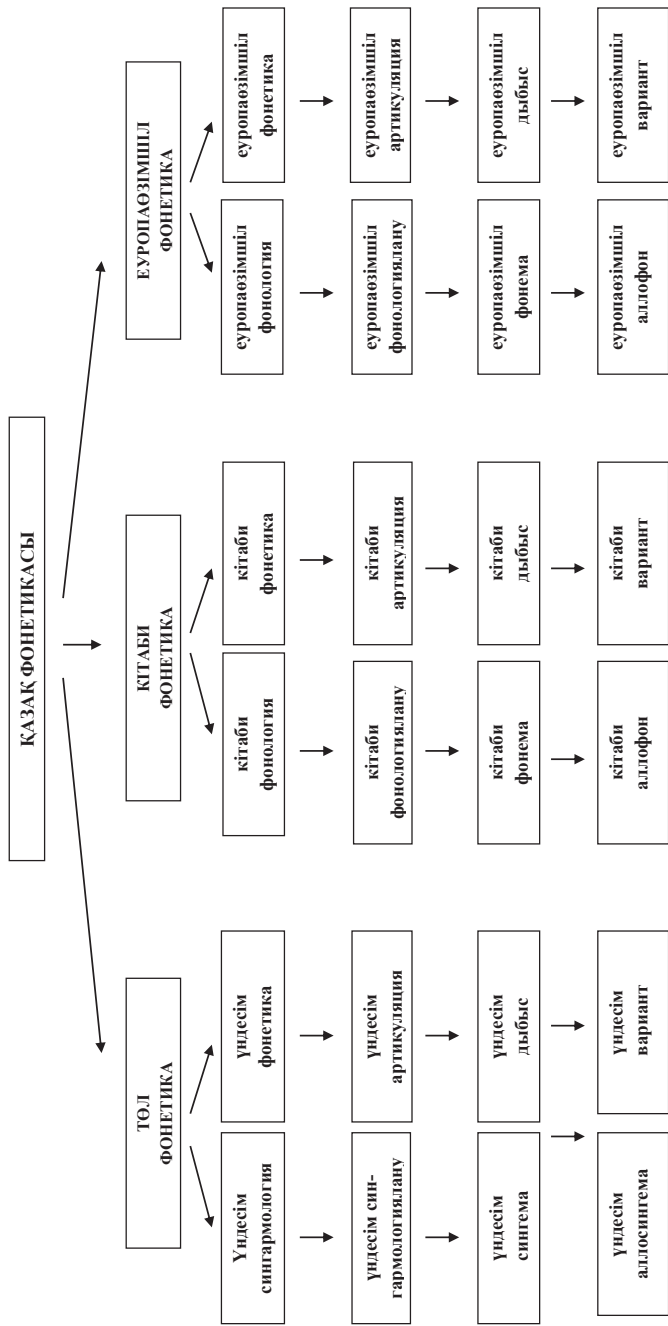 ҚАЗАҚ ФОНЕТИКАСЫ
ТӨЛ
ФОНЕТИКА
КІТАБИ
ФОНЕТИКА
ЕУРОПАӨЗІМШІЛ
ФОНЕТИКА
Үндесім
сингармология
үндесім
фонетика
кітаби
фонология
кітаби
фонетика
еуропаөзімшіл
фонология
еуропаөзімшіл
фонетика
үндесім син-
гармологиялану
үндесім
артикуляция
кітаби
фонологиялану
кітаби
артикуляция
еуропаөзімшіл
фонологиялану
еуропаөзімшіл
артикуляция
үндесім
сингема
үндесім
дыбыс
кітаби
фонема
кітаби
дыбыс
еуропаөзімшіл
фонема
еуропаөзімшіл
дыбыс
үндесім
аллосингема
үндесім
вариант
кітаби
аллофон
кітаби
вариант
еуропаөзімшіл
аллофон
еуропаөзімшіл
вариант